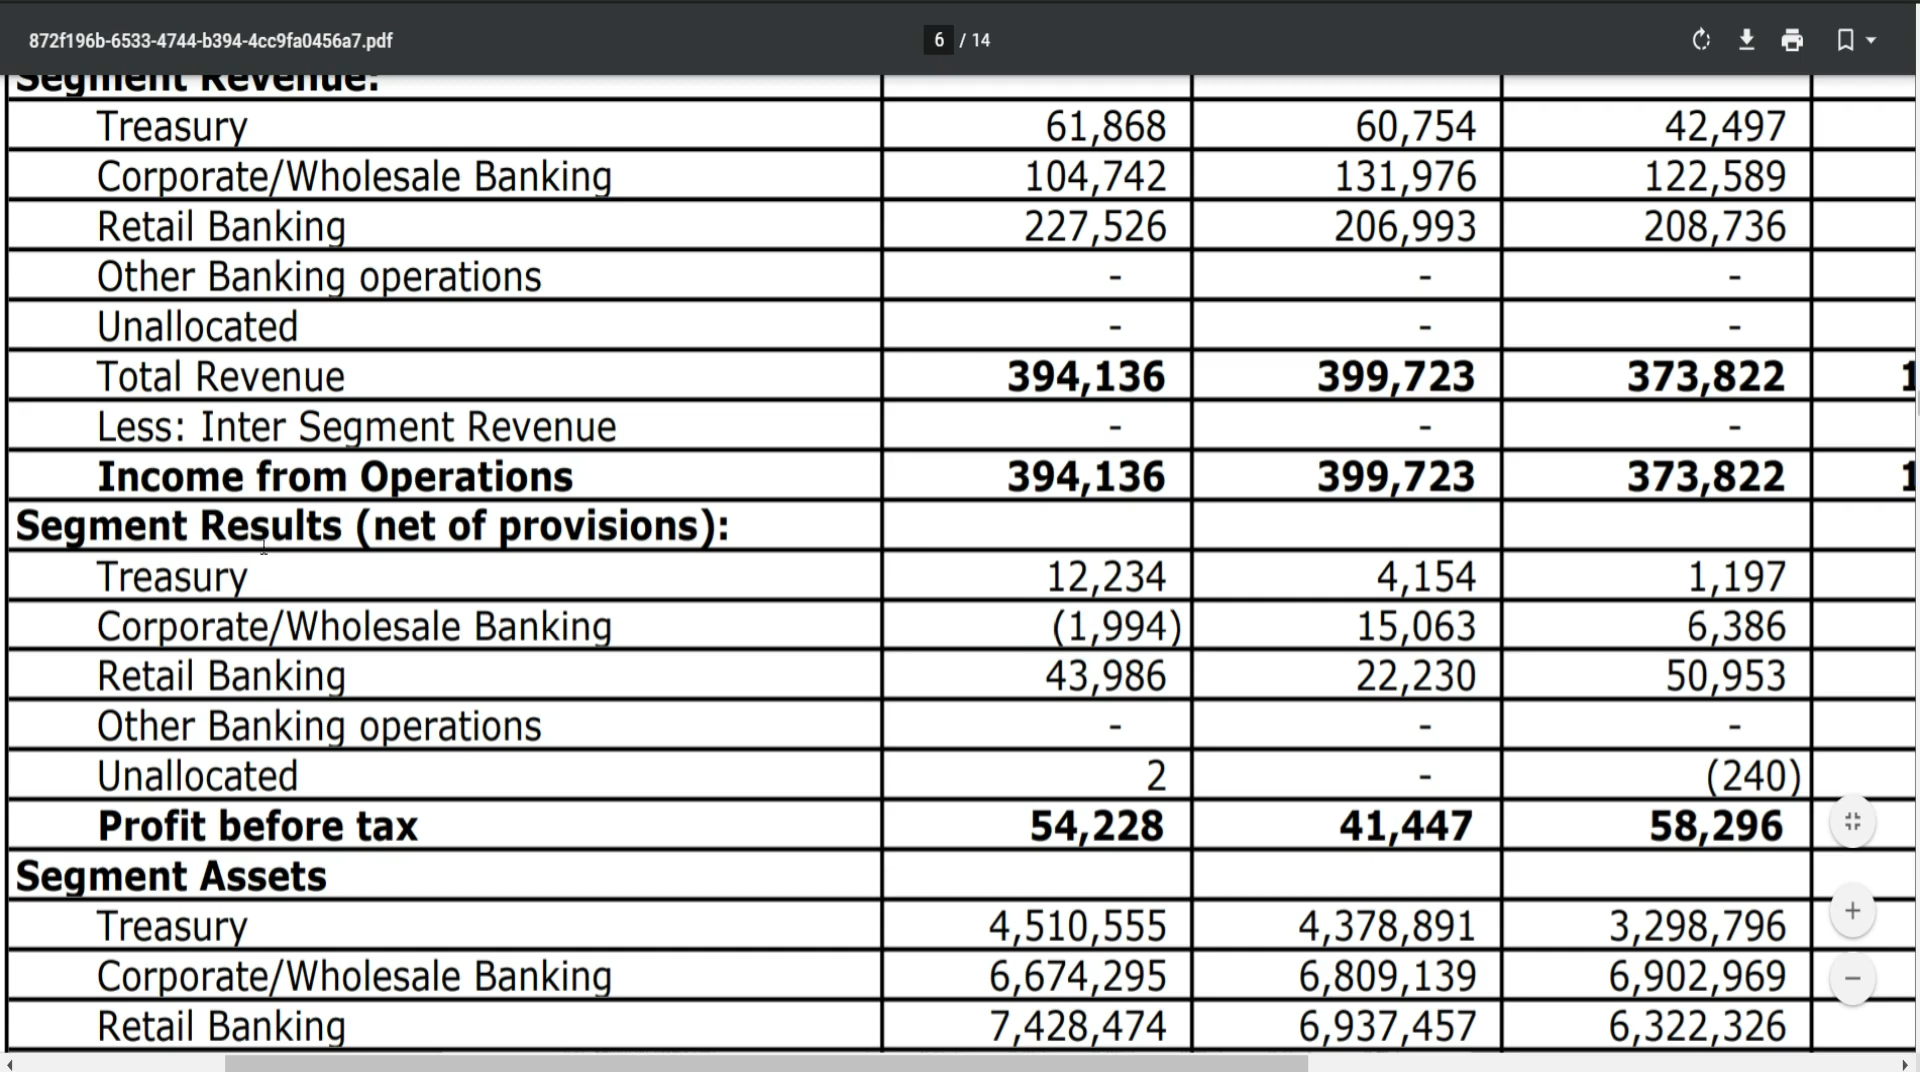 872f196b-6533-4744-b394-4cc9fa0456a7.pdf 6 / 14
Segment Revenue:
Treasury 61,868 60,754 42,497
Corporate/Wholesale Banking 104,742 131,976 122,589
Retail Banking 227,526 206,993 208,736
Other Banking operations - - -
Unallocated - - -
Total Revenue 394,136 399,723 373,822 1
Less: Inter Segment Revenue - - -
Income from Operations 394,136 399,723 373,822 1
Segment Results (net of provisions):
Treasury 12,234 4,154 1,197
Corporate/Wholesale Banking (1,994) 15,063 6,386
Retail Banking 43,986 22,230 50,953
Other Banking operations - - -
Unallocated 2 - (240)
Profit before tax 54,228 41,447 58,296
Segment Assets
Treasury 4,510,555 4,378,891 3,298,796
Corporate/Wholesale Banking 6,674,295 6,809,139 6,902,969
Retail Banking 7,428,474 6,937,457 6,322,326